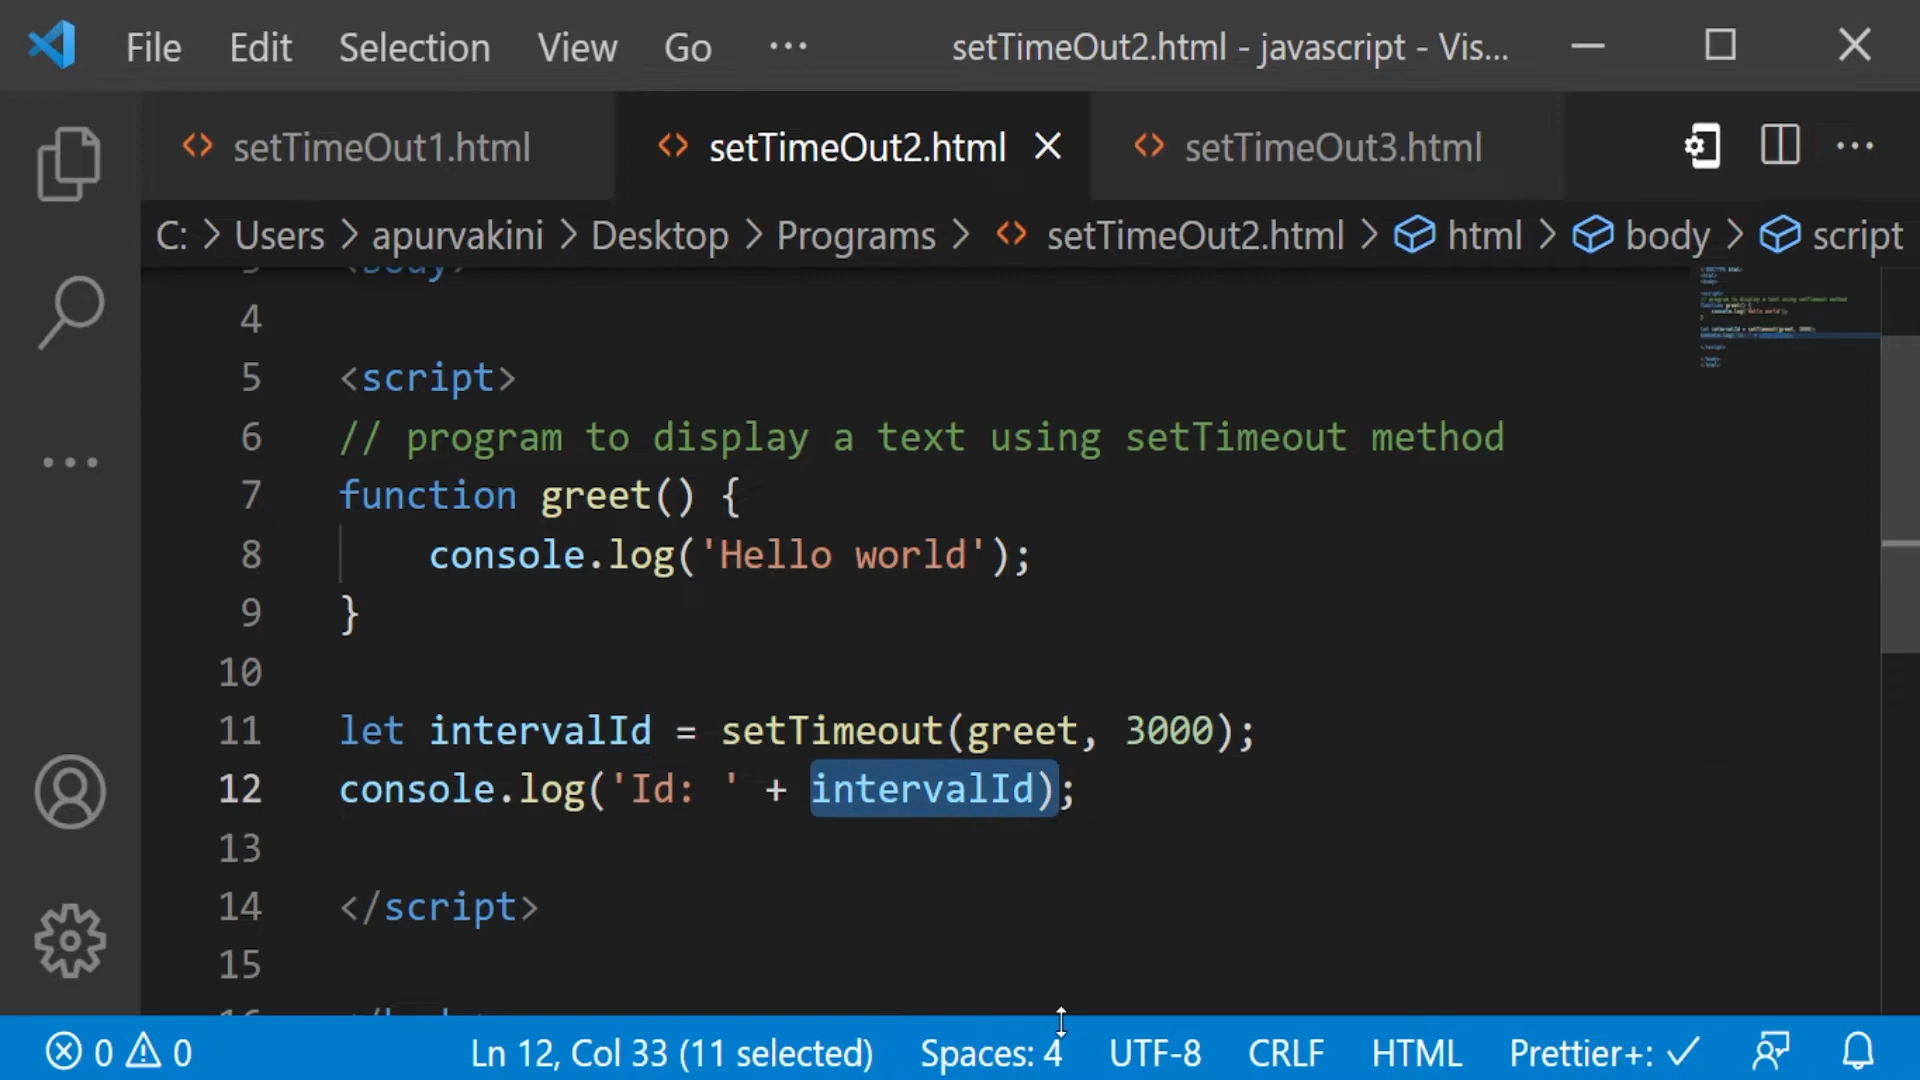 File Edit Selection View Go ··· setTimeOut2.html - javascript - Vis...
setTimeOut1.html setTimeOut2.html setTimeOut3.html
C: > Users > apurvakini > Desktop > Programs > setTimeOut2.html > html > body > script
4
5 <script>
6 // program to display a text using setTimeout method
7 function greet() {
8 console.log('Hello world');
9 }
10
11 let intervalId = setTimeout(greet, 3000);
12 console.log('Id: ' + intervalId);
13
14 </script>
15
0 0 Ln 12, Col 33 (11 selected) Spaces: 4 UTF-8 CRLF HTML Prettier+: ✓